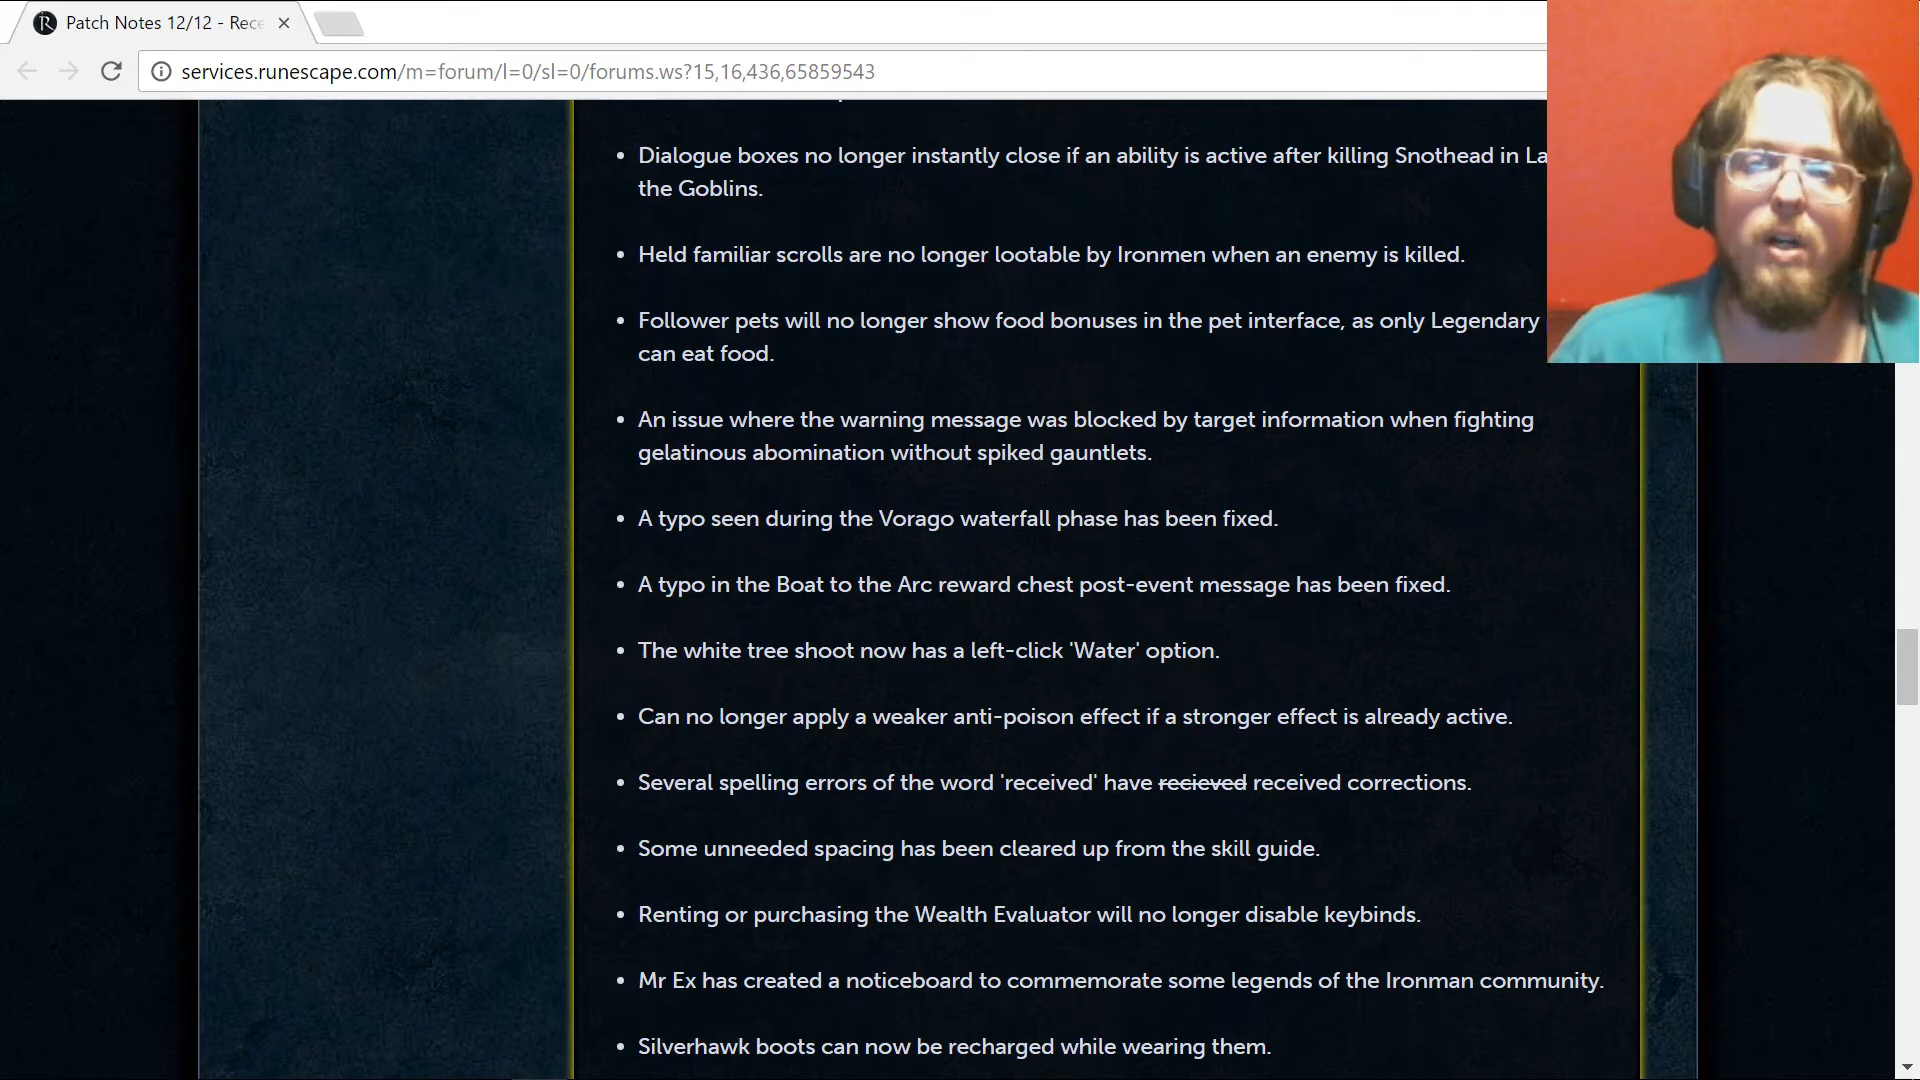 Patch Notes 12/12 - Rece
services.runescape.com/m=forum/l=0/sl=0/forums.ws?15,16,436,65859543
• Dialogue boxes no longer instantly close if an ability is active after killing Snothead in La
the Goblins.
• Held familiar scrolls are no longer lootable by Ironmen when an enemy is killed.
• Follower pets will no longer show food bonuses in the pet interface, as only Legendary
can eat food.
• An issue where the warning message was blocked by target information when fighting
gelatinous abomination without spiked gauntlets.
• A typo seen during the Vorago waterfall phase has been fixed.
• A typo in the Boat to the Arc reward chest post-event message has been fixed.
• The white tree shoot now has a left-click 'Water' option.
• Can no longer apply a weaker anti-poison effect if a stronger effect is already active.
• Several spelling errors of the word 'received' have recieved received corrections.
• Some unneeded spacing has been cleared up from the skill guide.
• Renting or purchasing the Wealth Evaluator will no longer disable keybinds.
• Mr Ex has created a noticeboard to commemorate some legends of the Ironman community.
• Silverhawk boots can now be recharged while wearing them.